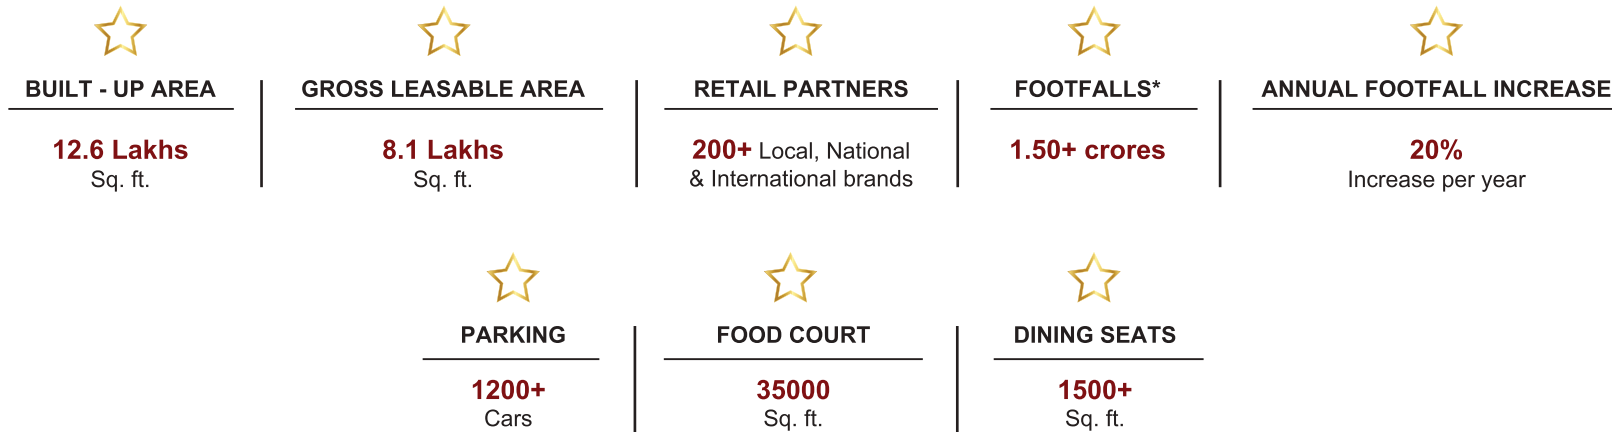 BUILT - UP AREA
12.6 Lakhs
Sq. ft.
GROSS LEASABLE AREA
8.1 Lakhs
Sq. ft.
RETAIL PARTNERS
200+ Local, National
& International brands
FOOTFALLS*
1.50+ crores
ANNUAL FOOTFALL INCREASE
20%
Increase per year
PARKING
1200+
Cars
FOOD COURT
35000
Sq. ft.
DINING SEATS
1500+
Sq. ft.